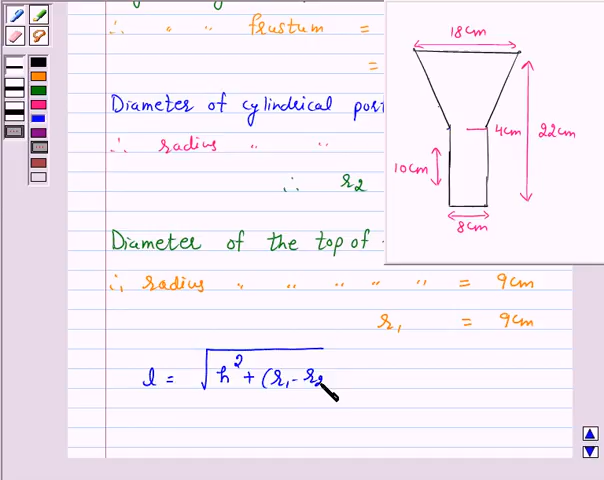 ∴ " " frustum =
=
Diameter of cylindrical port
∴ radius " "
∴ r2
Diameter of the top of
∴ radius " " " " " = 9cm
r1 = 9cm
l = √h² + (r1 - r2
18cm
4cm
22cm
10cm
8cm